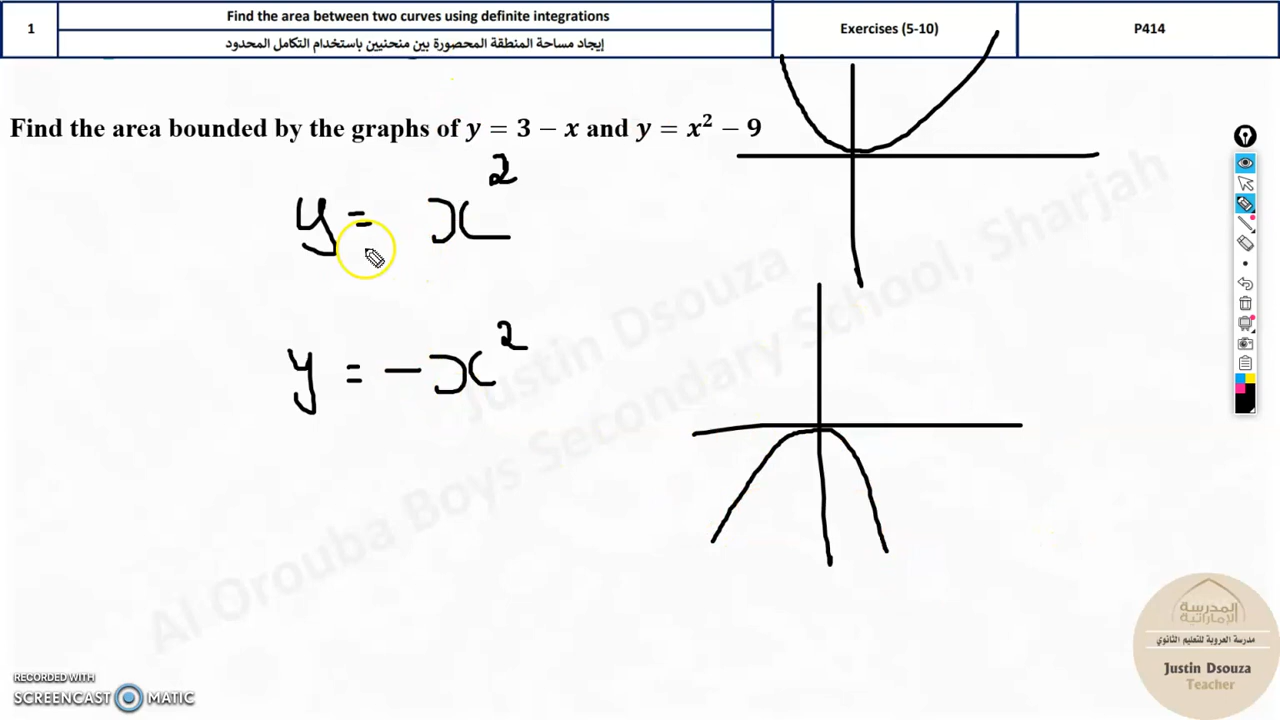 1
Find the area between two curves using definite integrations
إيجاد مساحة المنطقة المحصورة بين منحنيين باستخدام التكامل المحدود
Exercises (5-10)
P414
Find the area bounded by the graphs of y = 3 − x and y = x² − 9
y = x²
y = −x²
Justin Dsouza
Al Orouba Boys Secondary School, Sharjah
RECORDED WITH
SCREENCAST MATIC
المدرسة
الإماراتية
مدرسة العروبة للتعليم الثانوي
Justin Dsouza
Teacher